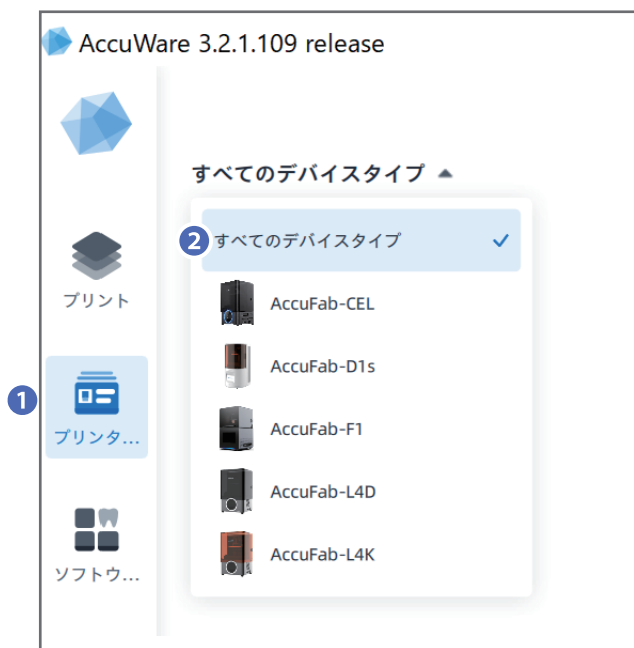 AccuWare 3.2.1.109 release
すべてのデバイスタイプ
2 すべてのデバイスタイプ
プリント
AccuFab-CEL
AccuFab-D1s
1
プリンタ...
AccuFab-F1
AccuFab-L4D
ソフトウ...
AccuFab-L4K